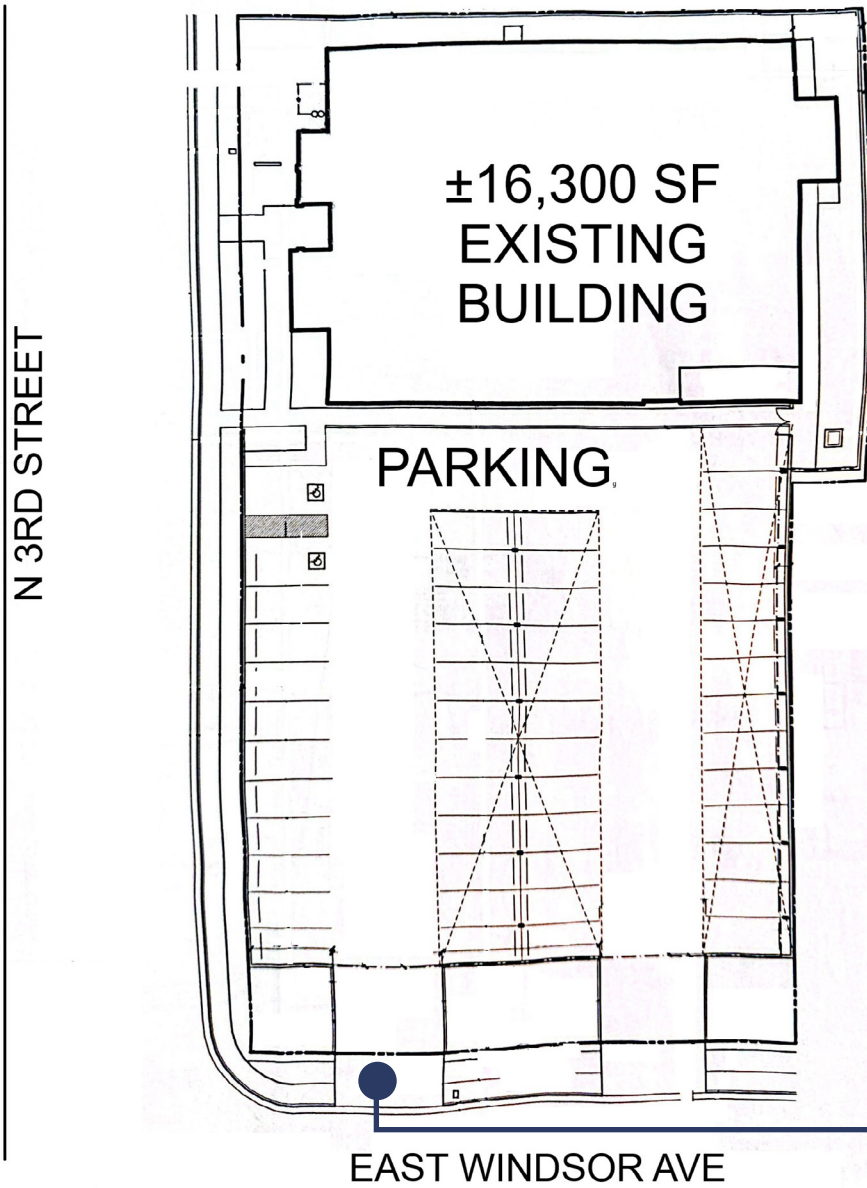 ±16,300 SF
EXISTING
BUILDING
N 3RD STREET
PARKING
EAST WINDSOR AVE